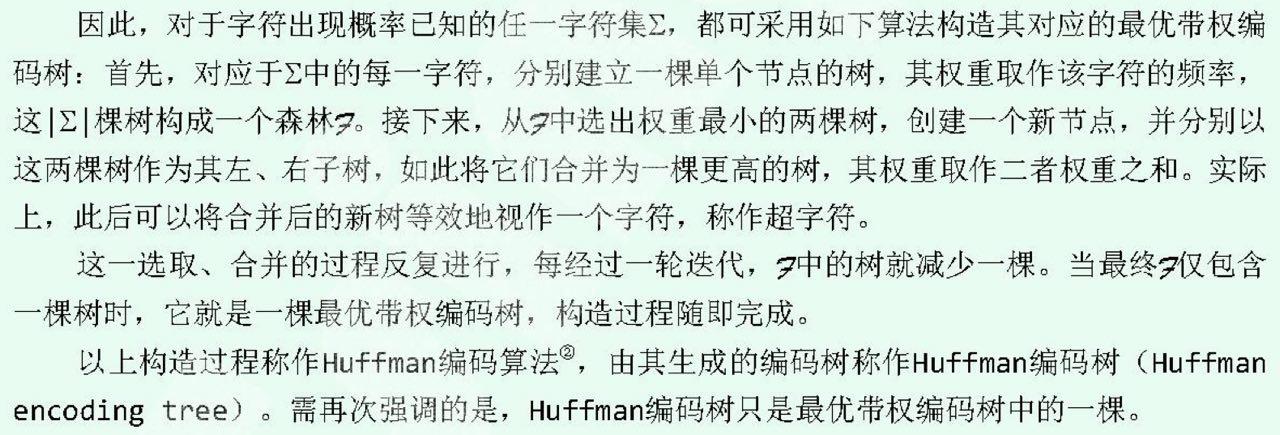 因此，对于字符出现概率已知的任一字符集Σ，都可采用如下算法构造其对应的最优带权编
码树：首先，对应于Σ中的每一字符，分别建立一棵单个节点的树，其权重取作该字符的频率，
这|Σ|棵树构成一个森林ℱ。接下来，从ℱ中选出权重最小的两棵树，创建一个新节点，并分别以
这两棵树作为其左、右子树，如此将它们合并为一棵更高的树，其权重取作二者权重之和。实际
上，此后可以将合并后的新树等效地视作一个字符，称作超字符。
这一选取、合并的过程反复进行，每经过一轮迭代，ℱ中的树就减少一棵。当最终ℱ仅包含
一棵树时，它就是一棵最优带权编码树，构造过程随即完成。
以上构造过程称作Huffman编码算法②，由其生成的编码树称作Huffman编码树（Huffman
encoding tree）。需再次强调的是，Huffman编码树只是最优带权编码树中的一棵。